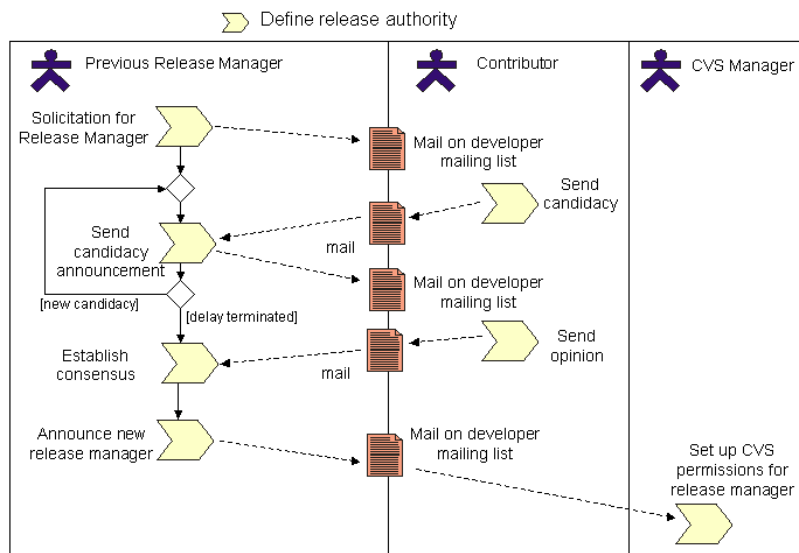 Define release authority
Previous Release Manager
Contributor
CVS Manager
Solicitation for
Release Manager
Mail on developer
mailing list
Send
candidacy
Send
candidacy
announcement
mail
Mail on developer
mailing list
[new candidacy]
[delay terminated]
Send
opinion
Establish
consensus
mail
Announce new
release manager
Mail on developer
mailing list
Set up CVS
permissions for
release manager